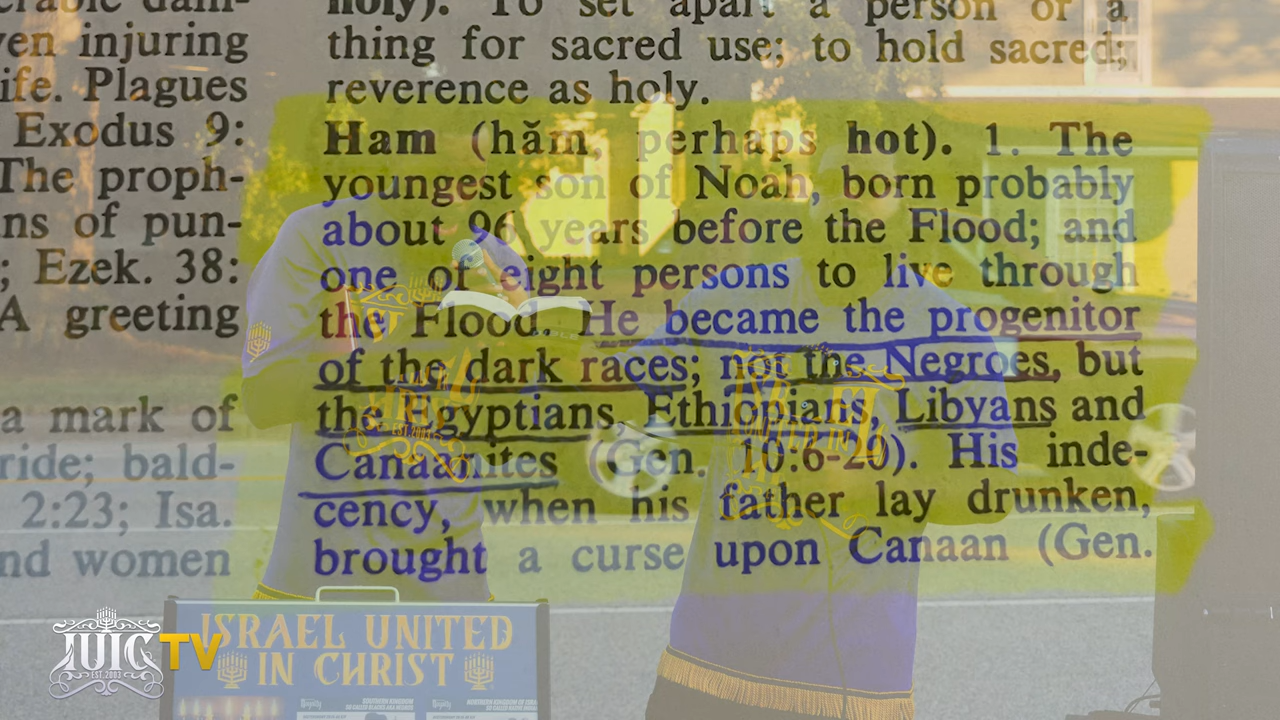 erable dam-
ven injuring
ife. Plagues
Exodus 9:
The proph-
ns of pun-
; Ezek. 38:
A greeting
a mark of
ride; bald-
2:23; Isa.
nd women
holy). To set apart a person or a
thing for sacred use; to hold sacred;
reverence as holy.
Ham (hăm, perhaps hot). 1. The
youngest son of Noah, born probably
about 96 years before the Flood; and
one of eight persons to live through
the Flood. He became the progenitor
of the dark races; not the Negroes, but
the Egyptians, Ethiopians, Libyans and
Canaanites (Gen. 10:6-20). His inde-
cency, when his father lay drunken,
brought a curse upon Canaan (Gen.
ISRAEL UNITED
IN CHRIST
IUIC TV
EST. 2003